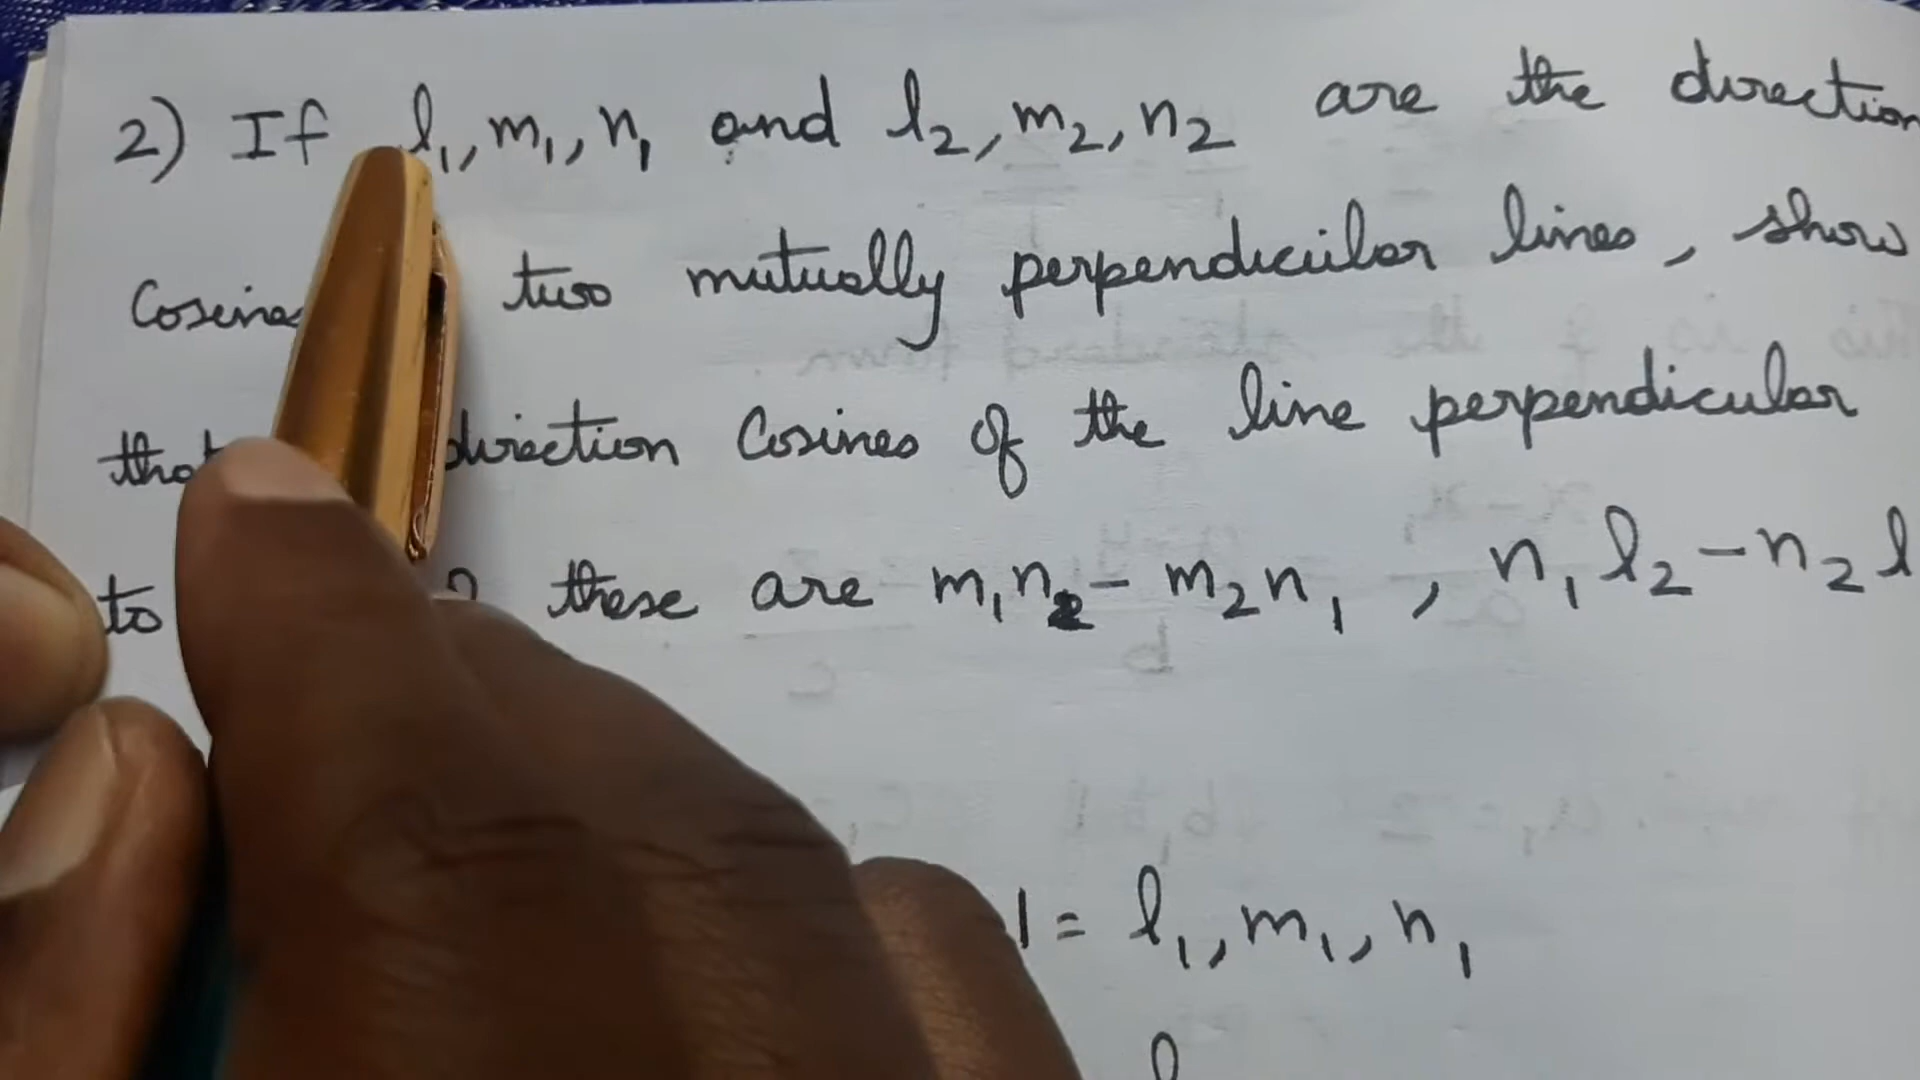 2) If l₁, m₁, n₁ and l₂, m₂, n₂ are the direction
Cosines two mutually perpendicular lines, show
that direction Cosines of the line perpendicular
to these are m₁n₂ - m₂n₁ , n₁l₂ - n₂l
1 = l₁, m₁, n₁
l